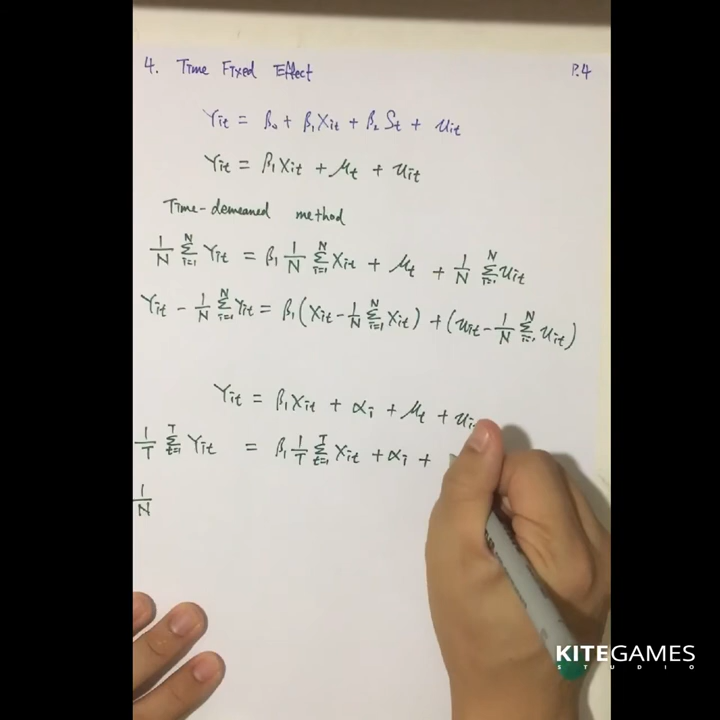 4. Time Fixed Effect P.4
Yit = β0 + β1Xit + β2 St + uit
Yit = β1Xit + μt + uit
Time-demeaned method
1/N Σ_{i=1}^{N} Yit = β1 1/N Σ_{i=1}^{N} Xit + μt + 1/N Σ_{i=1}^{N} uit
Yit - 1/N Σ_{i=1}^{N} Yit = β1(Xit - 1/N Σ_{i=1}^{N} Xit) + (uit - 1/N Σ_{i=1}^{N} uit)
Yit = β1Xit + αi + μt + ui
1/T Σ_{t=1}^{T} Yit = β1 1/T Σ_{t=1}^{T} Xit + αi +
1/N
KITEGAMES
STUDIO